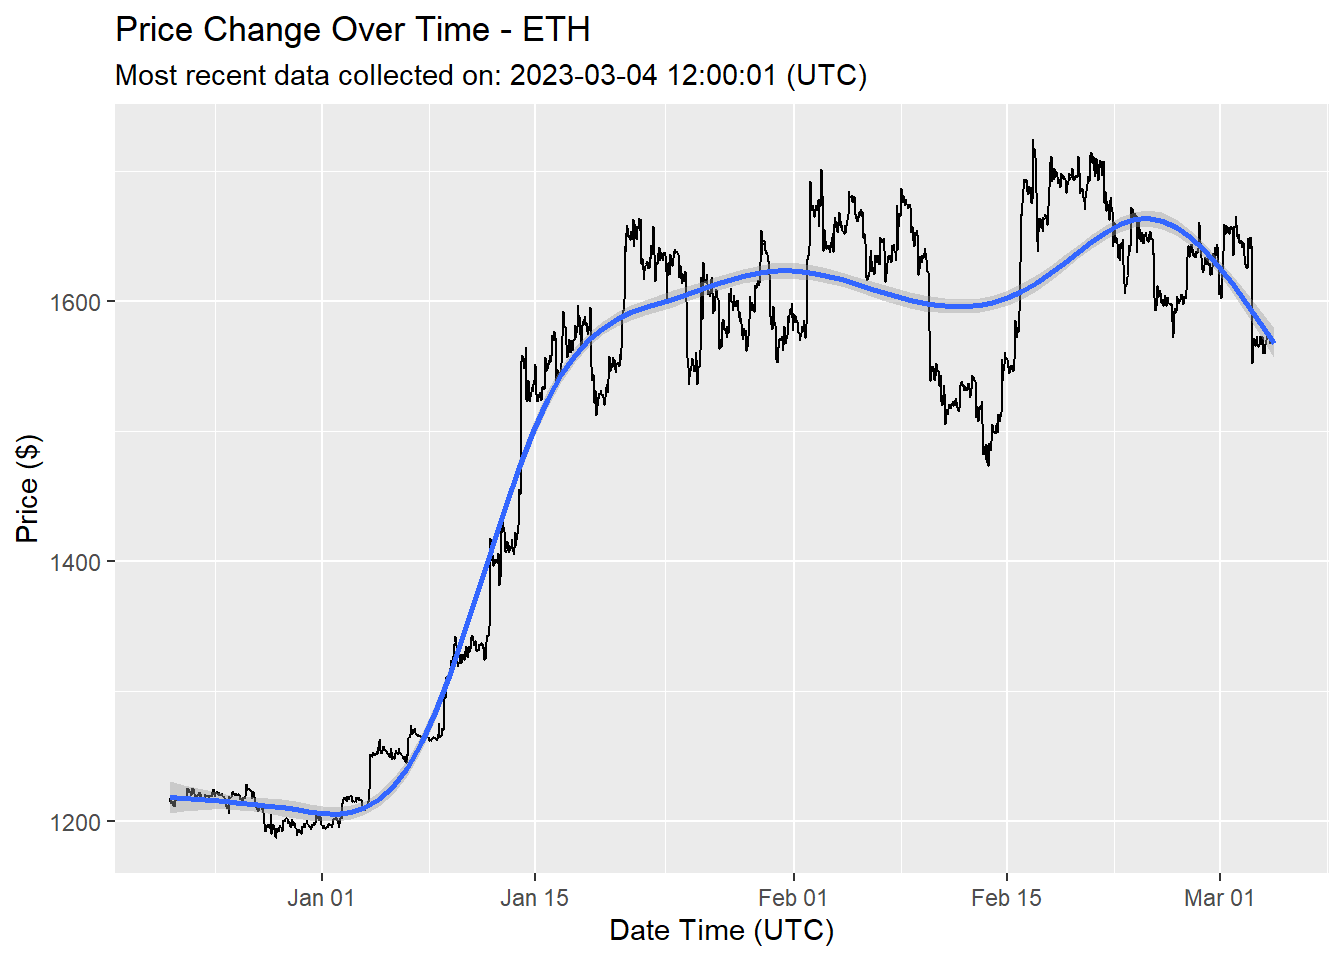 Price Change Over Time - ETH
Most recent data collected on: 2023-03-04 12:00:01 (UTC)
Price ($)
1600
1400
1200
Jan 01
Jan 15
Feb 01
Feb 15
Mar 01
Date Time (UTC)